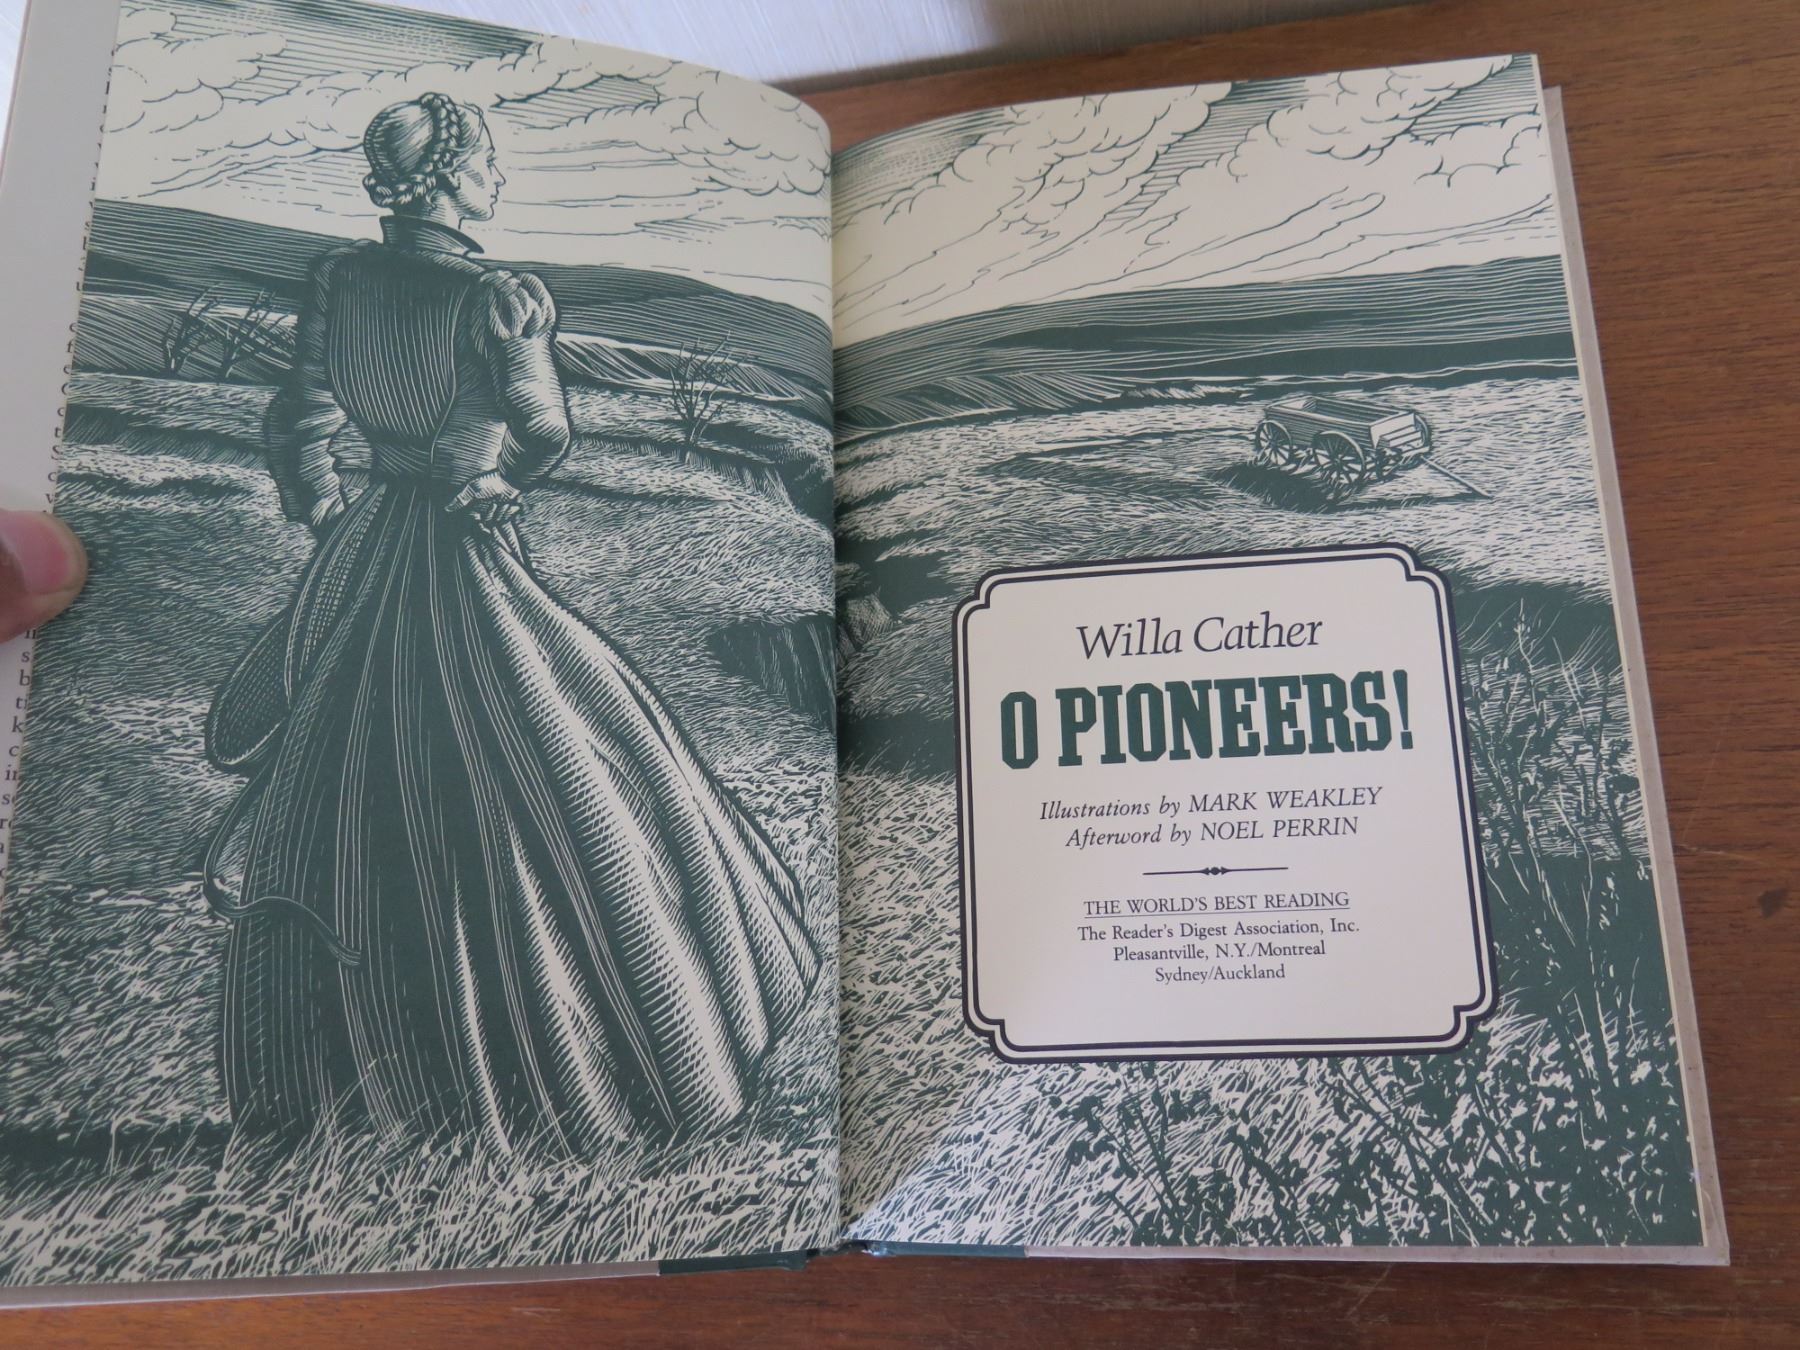 Willa Cather
O PIONEERS!
Illustrations by MARK WEAKLEY
Afterword by NOEL PERRIN
THE WORLD'S BEST READING
The Reader's Digest Association, Inc.
Pleasantville, N.Y./Montreal
Sydney/Auckland